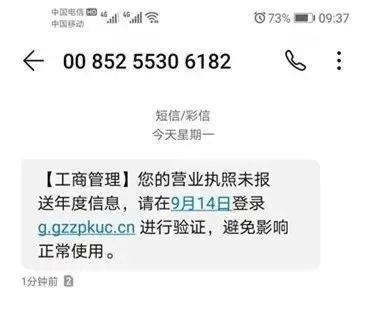 中国电信 HD 4G 4G 73% 09:37
中国移动
00 852 5530 6182
短信/彩信
今天星期一
【工商管理】您的营业执照未报
送年度信息，请在9月14日登录
g.gzzpkuc.cn 进行验证，避免影响
正常使用。
1分钟前 2